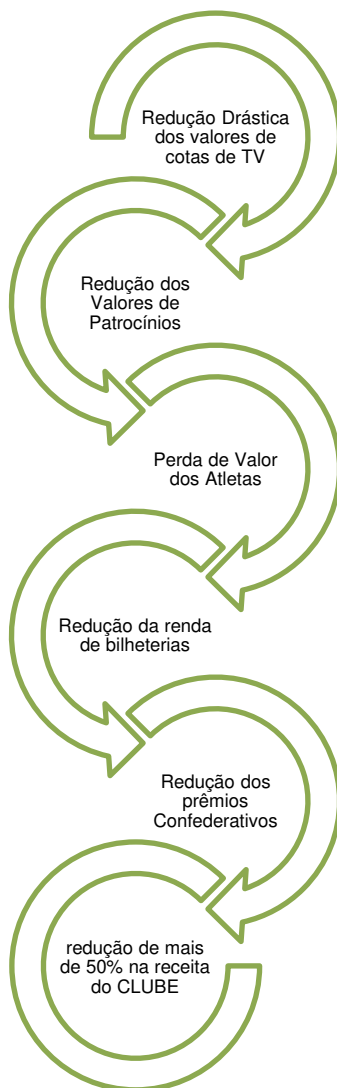 Redução Drástica
dos valores de
cotas de TV
Redução dos
Valores de
Patrocínios
Perda de Valor
dos Atletas
Redução da renda
de bilheterias
Redução dos
prêmios
Confederativos
redução de mais
de 50% na receita
do CLUBE